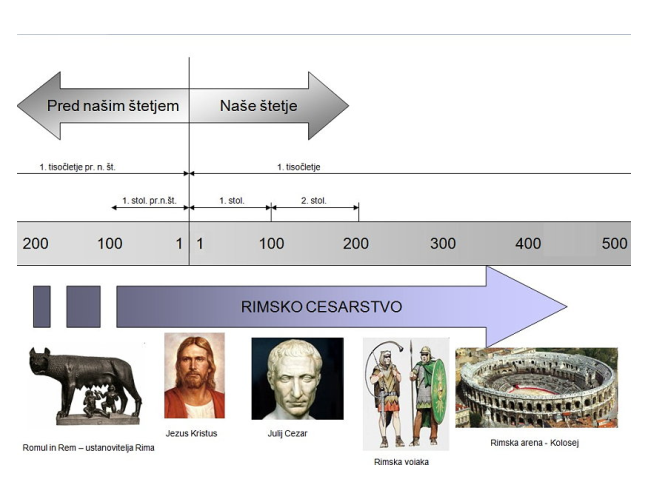 Pred našim štetjem
Naše štetje
1. tisočletje pr. n. št.
1. tisočletje
1. stol. pr.n.št.
1. stol.
2. stol.
200 100 1 1 100 200 300 400 500
RIMSKO CESARSTVO
Romul in Rem – ustanovitelja Rima
Jezus Kristus
Julij Cezar
Rimska vojaka
Rimska arena - Kolosej